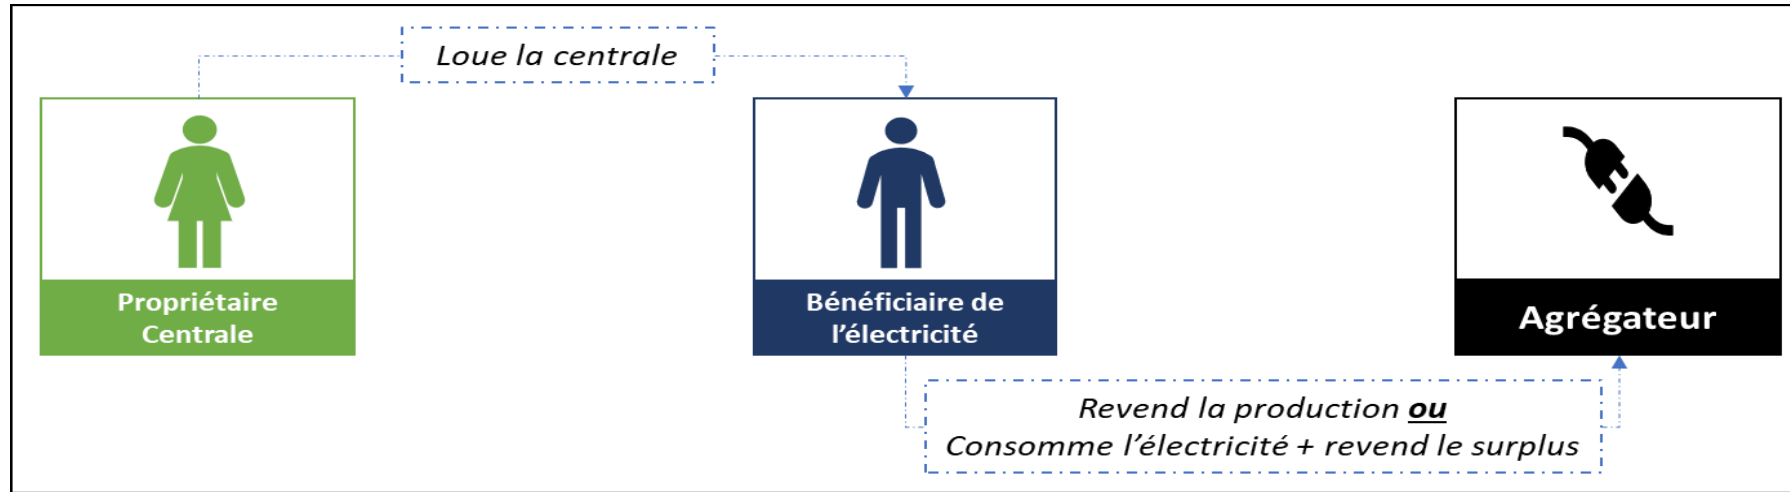 Loue la centrale
Propriétaire
Centrale
Bénéficiaire de
l’électricité
Agrégateur
Revend la production ou
Consomme l’électricité + revend le surplus